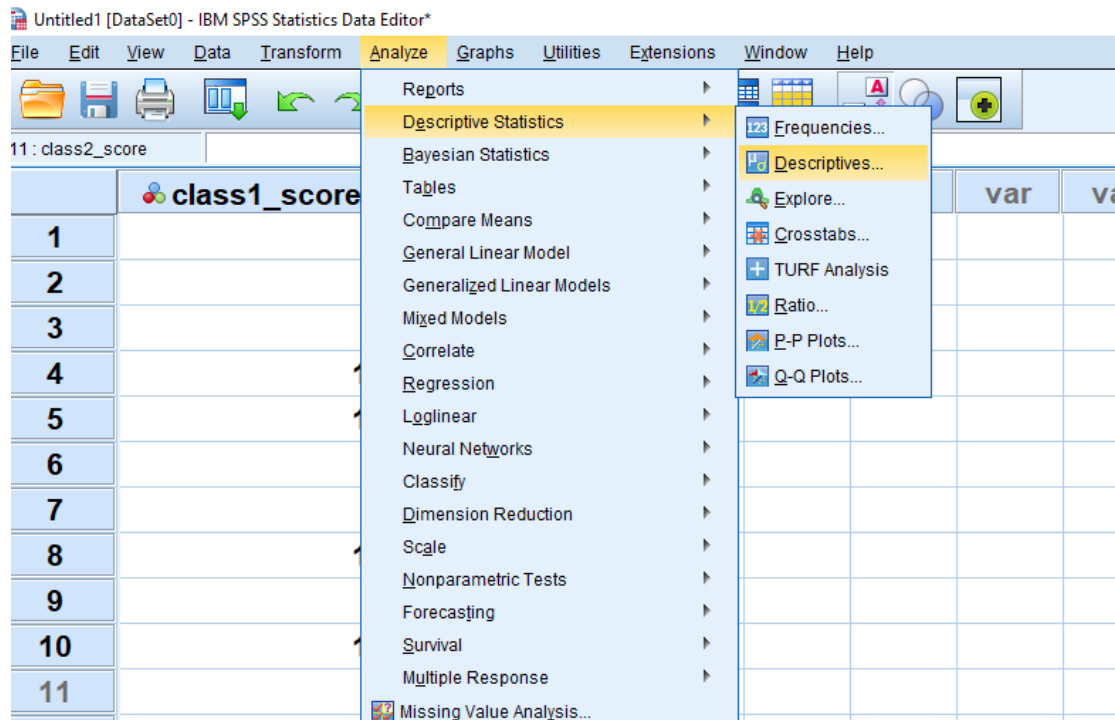 Untitled1 [DataSet0] - IBM SPSS Statistics Data Editor*
File Edit View Data Transform Analyze Graphs Utilities Extensions Window Help
11 : class2_score
class1_score
var
1
2
3
4
5
6
7
8
9
10
11
Reports
Descriptive Statistics
Bayesian Statistics
Tables
Compare Means
General Linear Model
Generalized Linear Models
Mixed Models
Correlate
Regression
Loglinear
Neural Networks
Classify
Dimension Reduction
Scale
Nonparametric Tests
Forecasting
Survival
Multiple Response
Missing Value Analysis...
123 Frequencies...
Descriptives...
Explore...
Crosstabs...
TURF Analysis
1/2 Ratio...
P-P Plots...
Q-Q Plots...